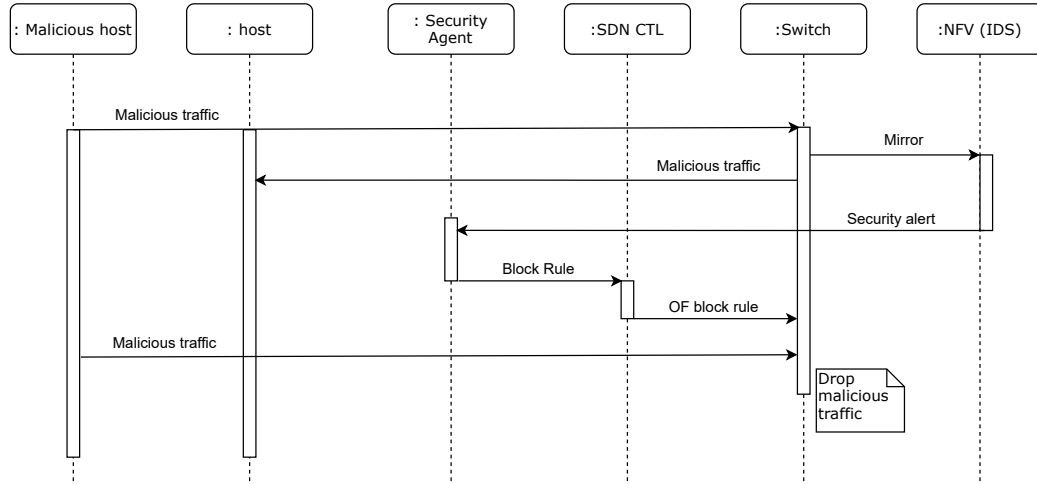 : Malicious host
: host
: Security
Agent
:SDN CTL
:Switch
:NFV (IDS)
Malicious traffic
Mirror
Malicious traffic
Security alert
Block Rule
OF block rule
Malicious traffic
Drop
malicious
traffic